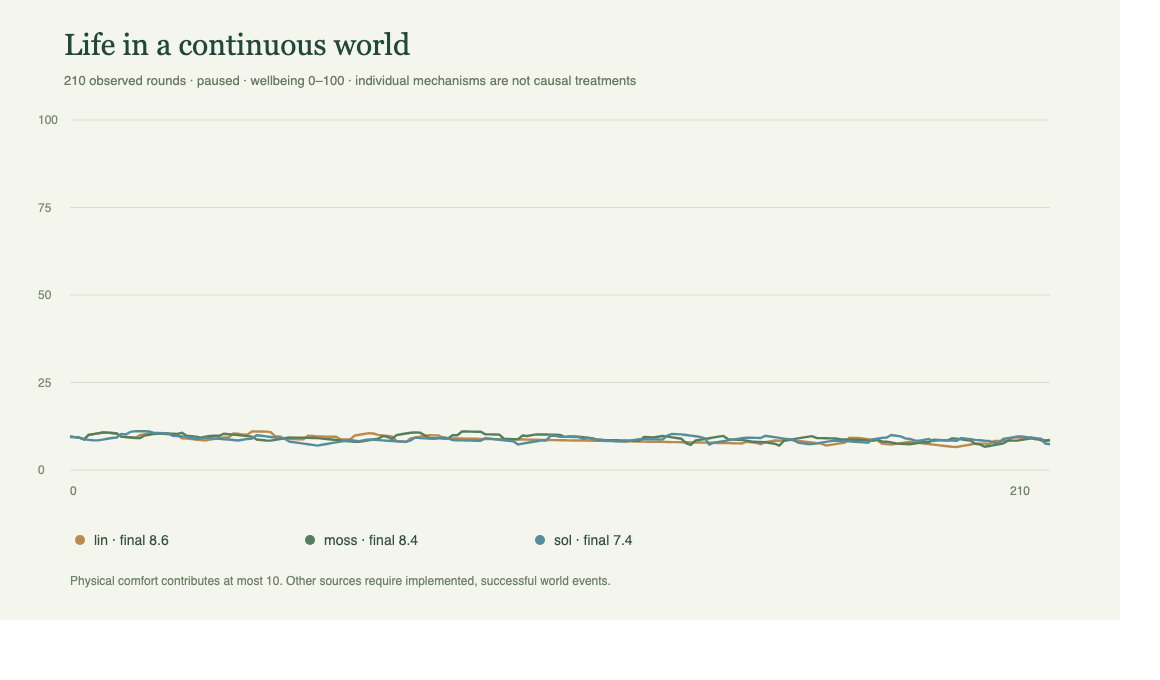 Life in a continuous world
210 observed rounds · paused · wellbeing 0–100 · individual mechanisms are not causal treatments
100
75
50
25
0
0 210
lin · final 8.6 moss · final 8.4 sol · final 7.4
Physical comfort contributes at most 10. Other sources require implemented, successful world events.